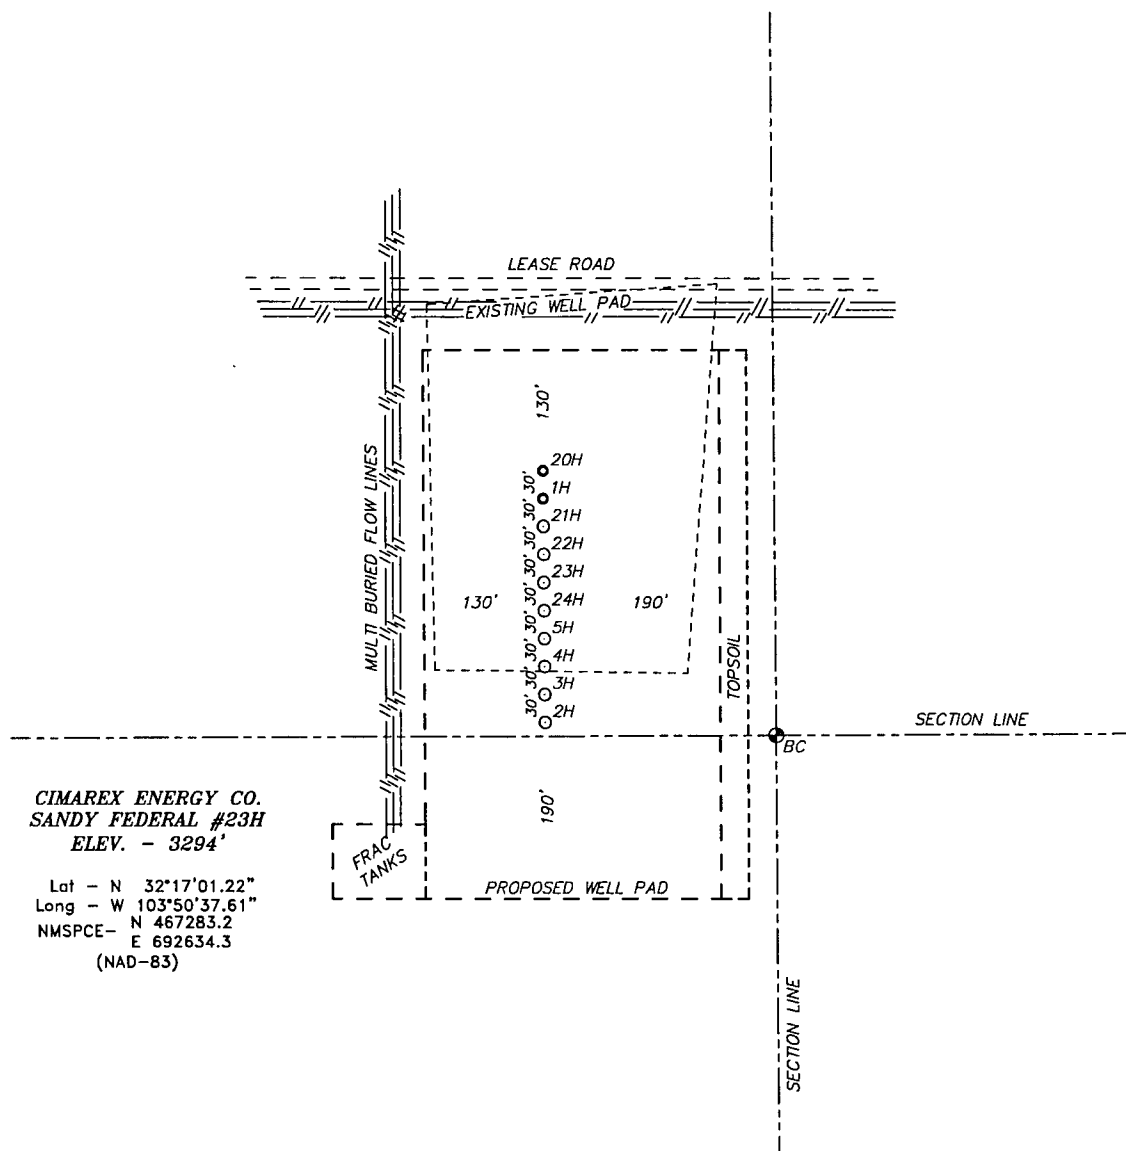 LEASE ROAD
EXISTING WELL PAD
130'
20H
30'
1H
30'
21H
30'
22H
30'
23H
30'
24H
30'
5H
30'
4H
30'
3H
30'
2H
130'
190'
MULTI BURIED FLOW LINES
TOPSOIL
SECTION LINE
BC
190'
FRAC
TANKS
PROPOSED WELL PAD
SECTION LINE
CIMAREX ENERGY CO.
SANDY FEDERAL #23H
ELEV. - 3294'
Lat - N 32°17'01.22"
Long - W 103°50'37.61"
NMSPCE- N 467283.2
E 692634.3
(NAD-83)